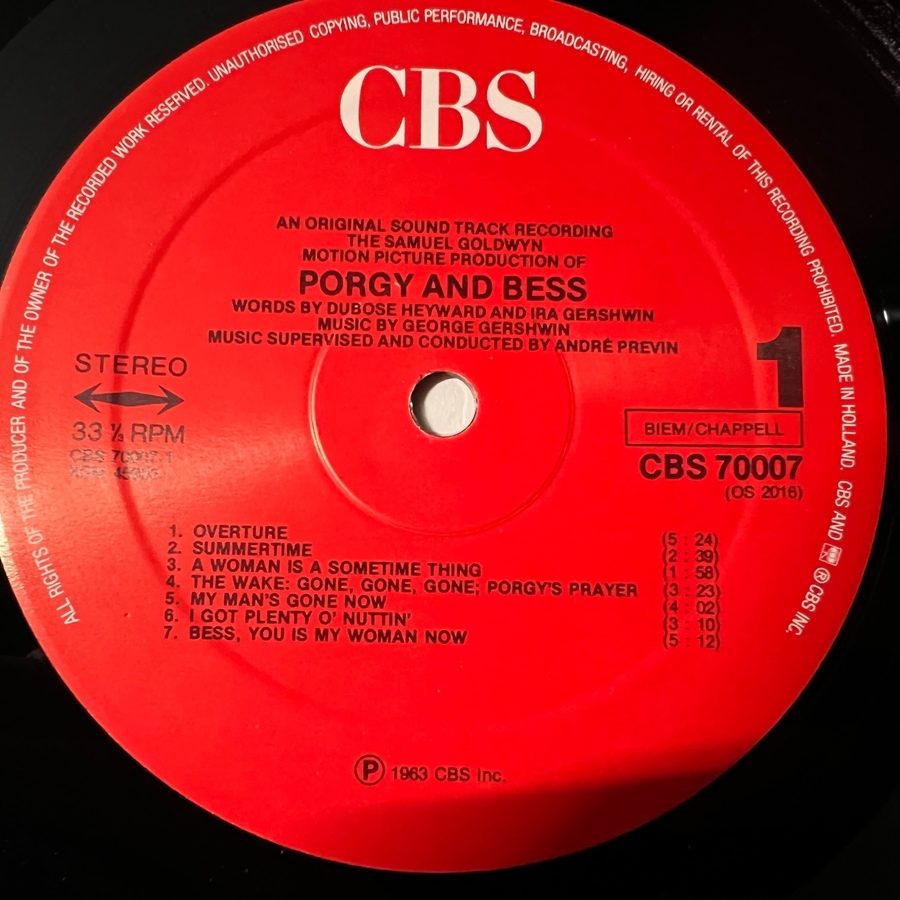 ALL RIGHTS OF THE PRODUCER AND OF THE OWNER OF THE RECORDED WORK RESERVED. UNAUTHORISED COPYING, PUBLIC PERFORMANCE, BROADCASTING, HIRING OR RENTAL OF THIS RECORDING PROHIBITED. MADE IN HOLLAND. CBS AND ® CBS INC.
CBS
AN ORIGINAL SOUND TRACK RECORDING
THE SAMUEL GOLDWYN
MOTION PICTURE PRODUCTION OF
PORGY AND BESS
WORDS BY DUBOSE HEYWARD AND IRA GERSHWIN
MUSIC BY GEORGE GERSHWIN
MUSIC SUPERVISED AND CONDUCTED BY ANDRÉ PREVIN
STEREO
33 ⅓ RPM
CBS 70007-1
1
BIEM/CHAPPELL
CBS 70007
(OS 2016)
1. OVERTURE (5 : 24)
2. SUMMERTIME (2 : 39)
3. A WOMAN IS A SOMETIME THING (1 : 58)
4. THE WAKE: GONE, GONE, GONE; PORGY'S PRAYER (3 : 23)
5. MY MAN'S GONE NOW (4 : 02)
6. I GOT PLENTY O' NUTTIN' (3 : 10)
7. BESS, YOU IS MY WOMAN NOW (5 : 12)
Ⓟ 1963 CBS Inc.